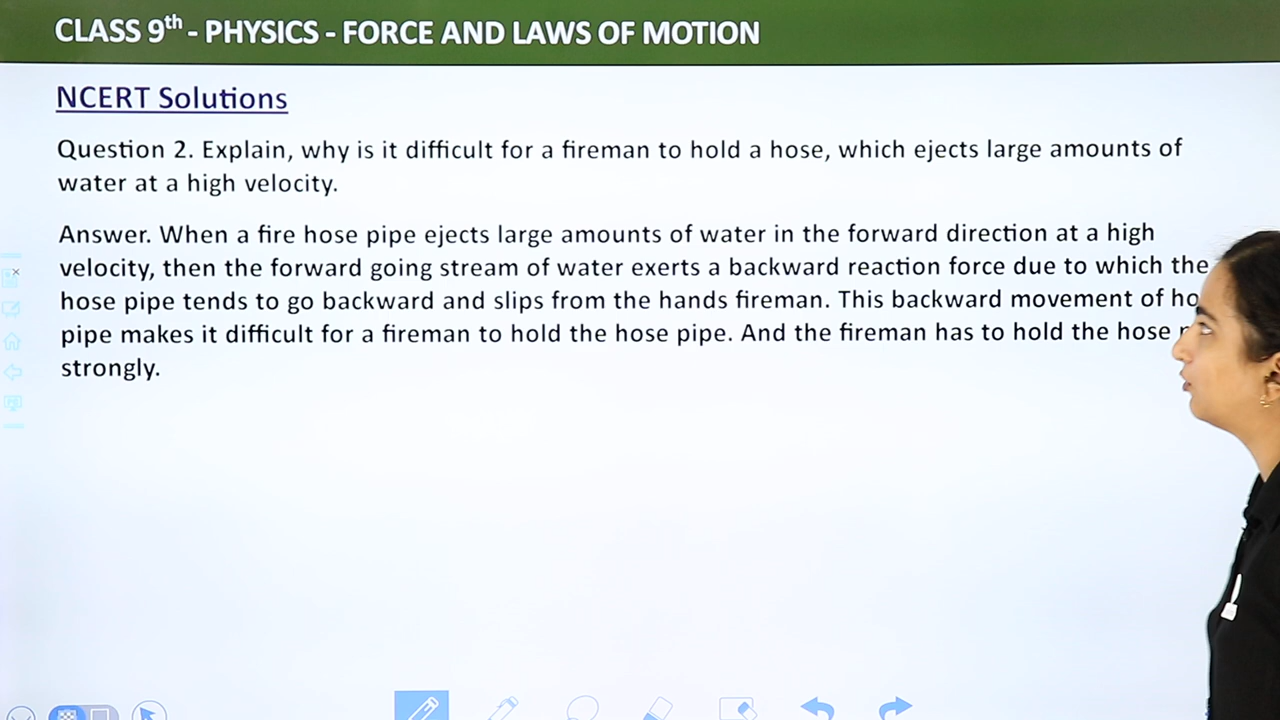 CLASS 9th - PHYSICS - FORCE AND LAWS OF MOTION
NCERT Solutions
Question 2. Explain, why is it difficult for a fireman to hold a hose, which ejects large amounts of
water at a high velocity.
Answer. When a fire hose pipe ejects large amounts of water in the forward direction at a high
velocity, then the forward going stream of water exerts a backward reaction force due to which the
hose pipe tends to go backward and slips from the hands fireman. This backward movement of
pipe makes it difficult for a fireman to hold the hose pipe. And the fireman has to hold the hose
strongly.